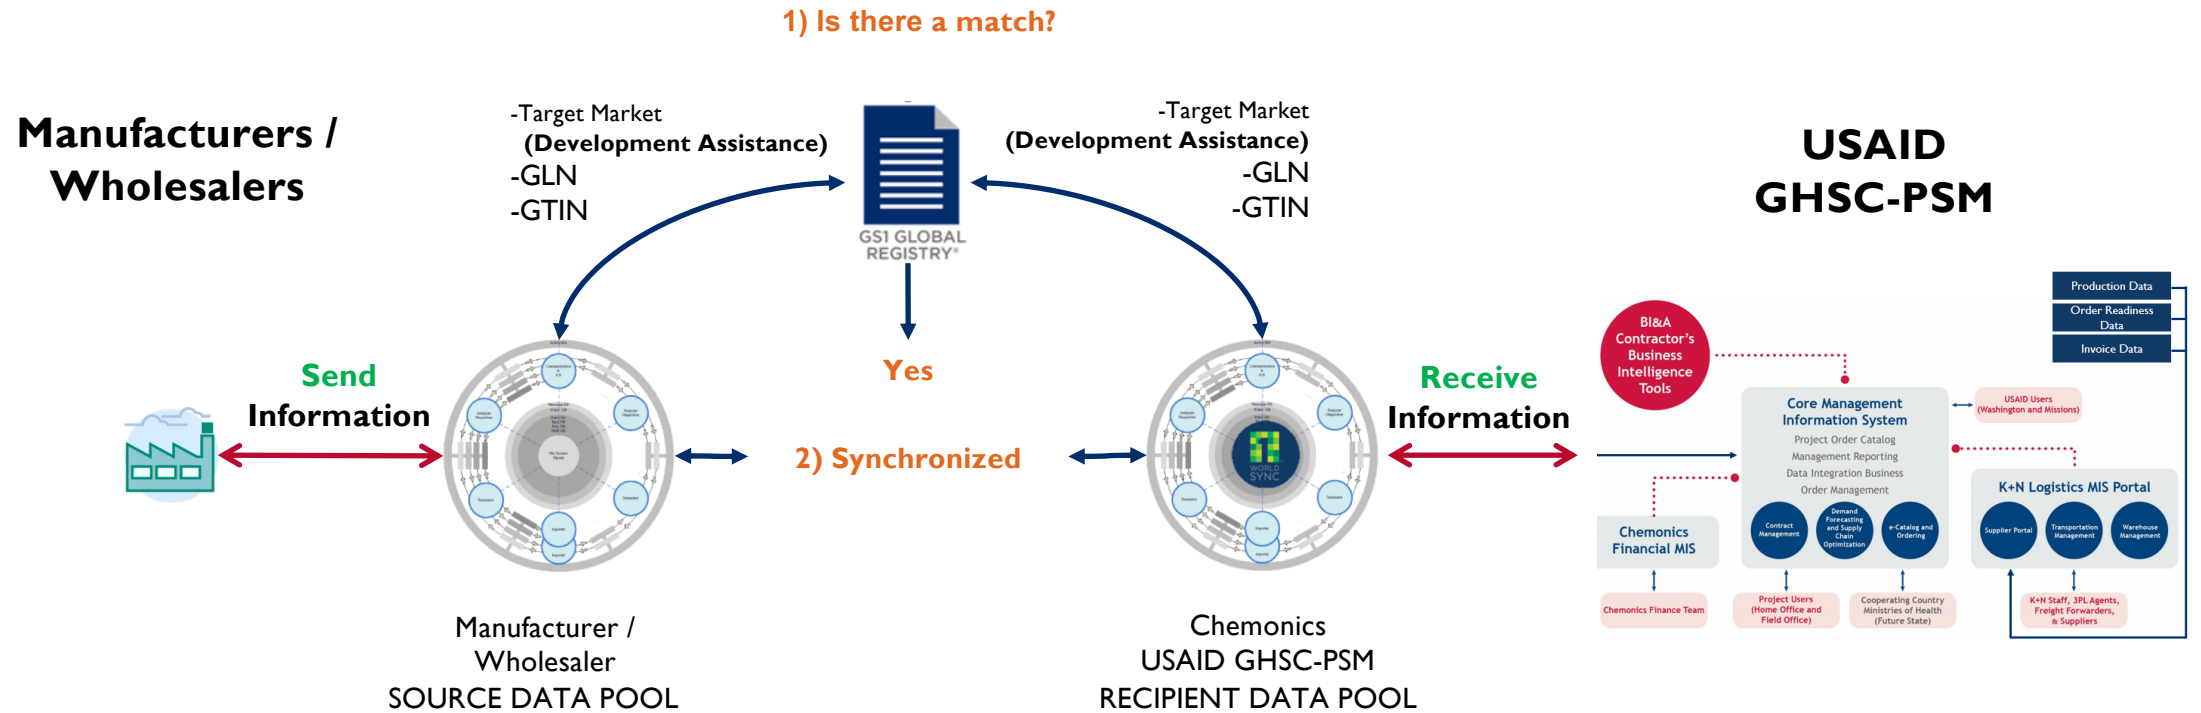 1) Is there a match?
Manufacturers /
Wholesalers
-Target Market
(Development Assistance)
-GLN
-GTIN
GS1 GLOBAL
REGISTRY®
-Target Market
(Development Assistance)
-GLN
-GTIN
USAID
GHSC-PSM
Send
Information
Yes
2) Synchronized
WORLD
SYNC
Receive
Information
Manufacturer /
Wholesaler
SOURCE DATA POOL
Chemonics
USAID GHSC-PSM
RECIPIENT DATA POOL
Production Data
Order Readiness
Data
Invoice Data
BI&A
Contractor's
Business
Intelligence
Tools
Core Management
Information System
Project Order Catalog
Management Reporting
Data Integration Business
Order Management
Contract
Management
Demand
Forecasting
and Supply
Chain
Optimization
e-Catalog and
Ordering
USAID Users
(Washington and Missions)
K+N Logistics MIS Portal
Supplier Portal
Transportation
Management
Warehouse
Management
Chemonics
Financial MIS
Chemonics Finance Team
Project Users
(Home Office and
Field Office)
Cooperating Country
Ministries of Health
(Future State)
K+N Staff, 3PL Agents,
Freight Forwarders,
& Suppliers